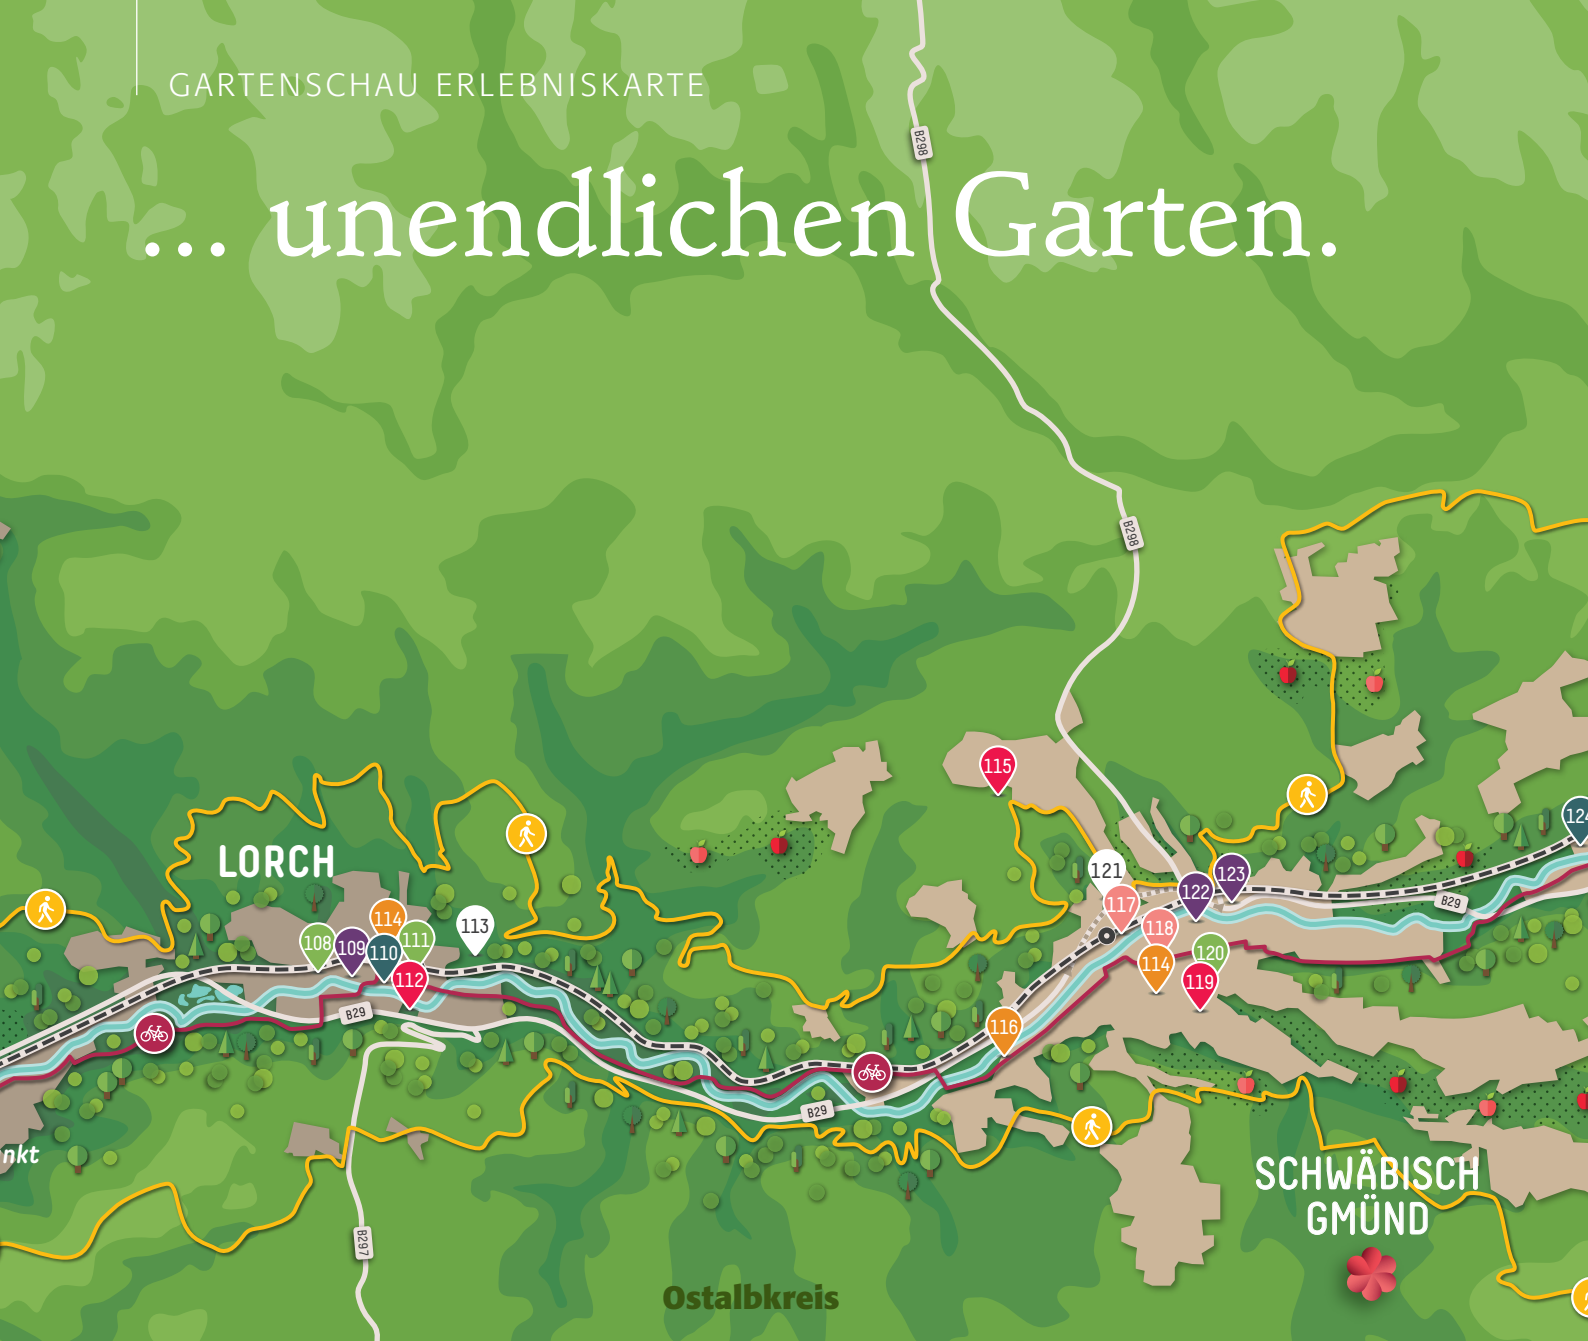 GARTENSCHAU ERLEBNISKARTE
... unendlichen Garten.
B298
B298
115
124
LORCH
121
123
122
117
114
113
118
108
109
110
111
120
114
112
119
B29
B29
116
B29
nkt
SCHWÄBISCH
GMÜND
B297
Ostalbkreis